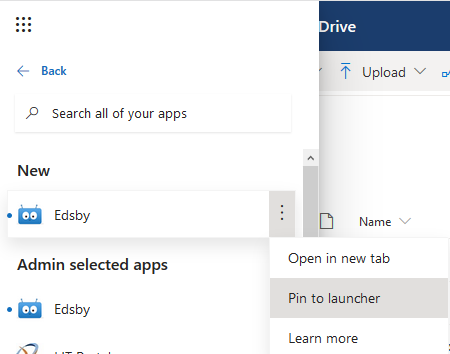 Drive
Back
Upload
Search all of your apps
New
Edsby
Name
Open in new tab
Admin selected apps
Pin to launcher
Edsby
Learn more